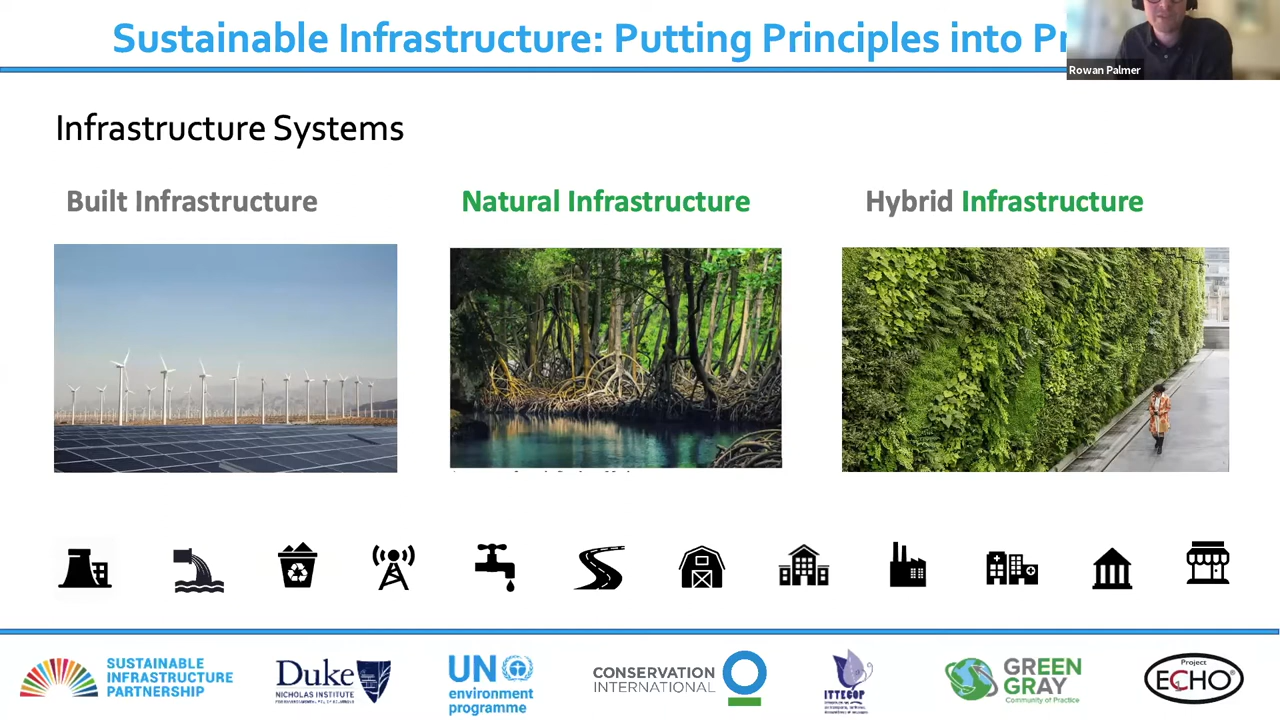 Sustainable Infrastructure: Putting Principles into Pr
Rowan Palmer
Infrastructure Systems
Built Infrastructure
Natural Infrastructure
Hybrid Infrastructure
SUSTAINABLE
INFRASTRUCTURE
PARTNERSHIP
Duke
NICHOLAS INSTITUTE
UN
environment
programme
CONSERVATION
INTERNATIONAL
ITTECOP
GREEN
GRAY
Community of Practice
Project
ECHO